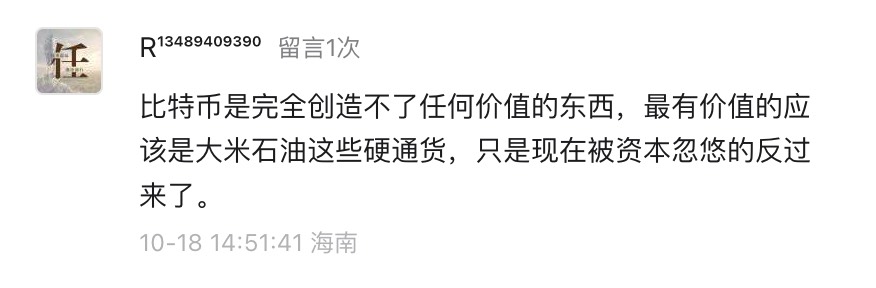 任
R¹³⁴⁸⁹⁴⁰⁹³⁹⁰ 留言1次
比特币是完全创造不了任何价值的东西，最有价值的应
该是大米石油这些硬通货，只是现在被资本忽悠的反过
来了。
10-18 14:51:41 海南